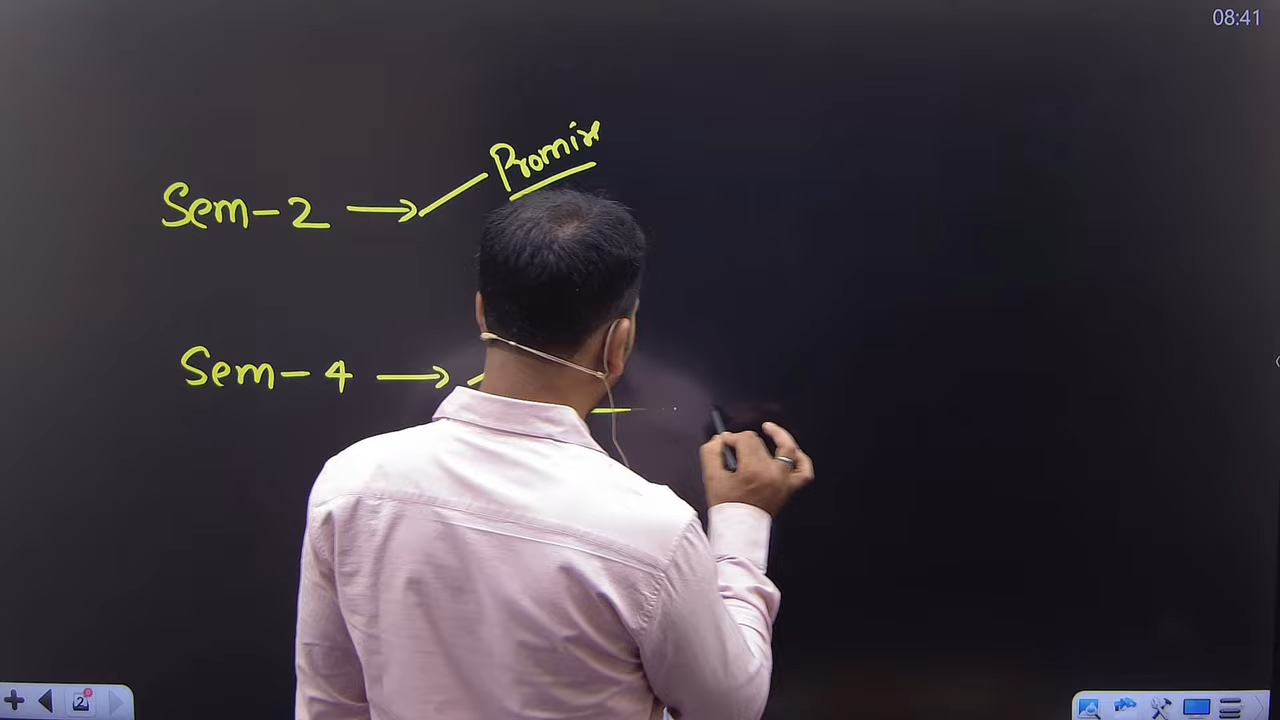 08:41
Promise
Sem-2 →
Sem-4 →
2